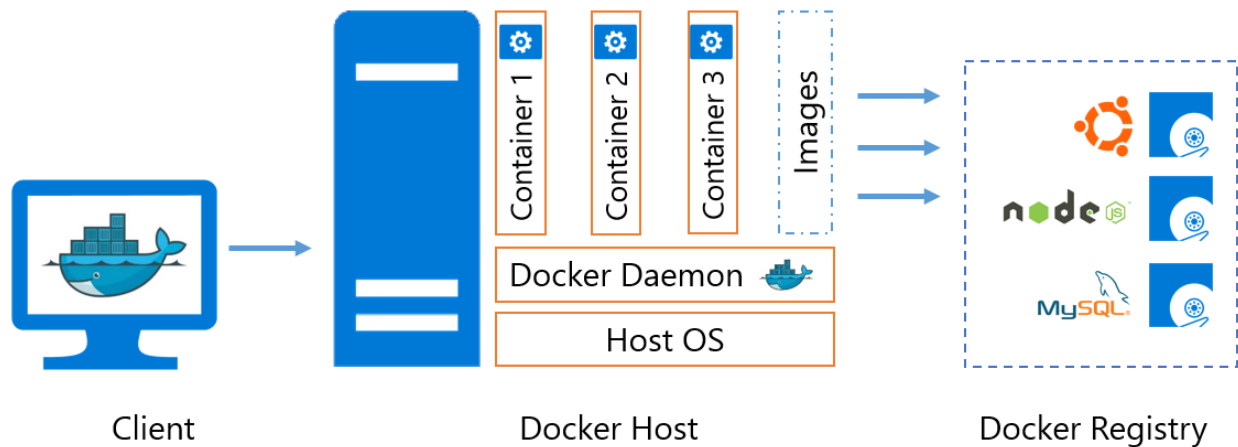 Container 1
Container 2
Container 3
Images
Docker Daemon
Host OS
node JS
MySQL®
Client
Docker Host
Docker Registry